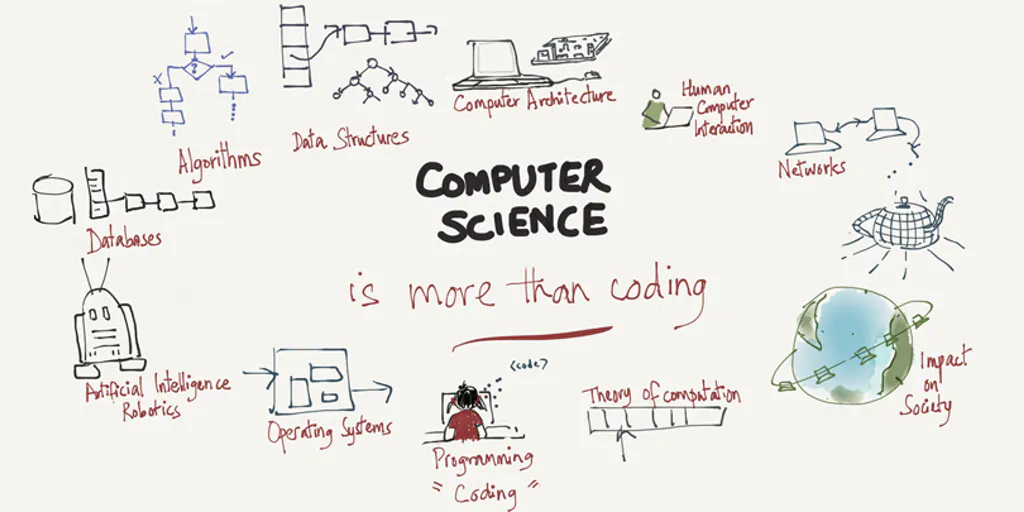 COMPUTER
SCIENCE
is more than coding
Algorithms
?
x
Data Structures
Computer Architecture
Human
Computer
Interaction
Networks
Impact
on
Society
Theory of computation
<code>
Programming
"Coding"
Operating Systems
Artificial Intelligence
Robotics
Databases